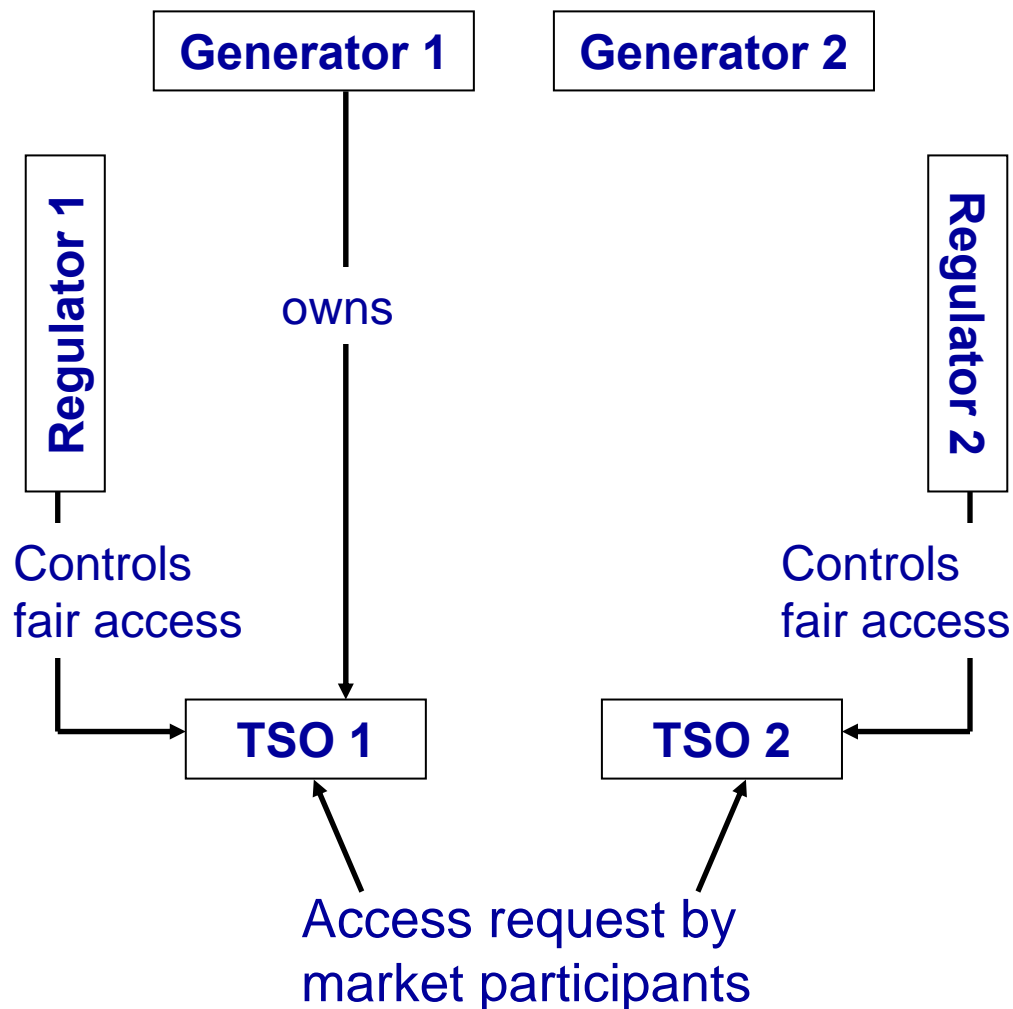 Generator 1
Generator 2
Regulator 1
Regulator 2
owns
Controls
fair access
Controls
fair access
TSO 1
TSO 2
Access request by
market participants